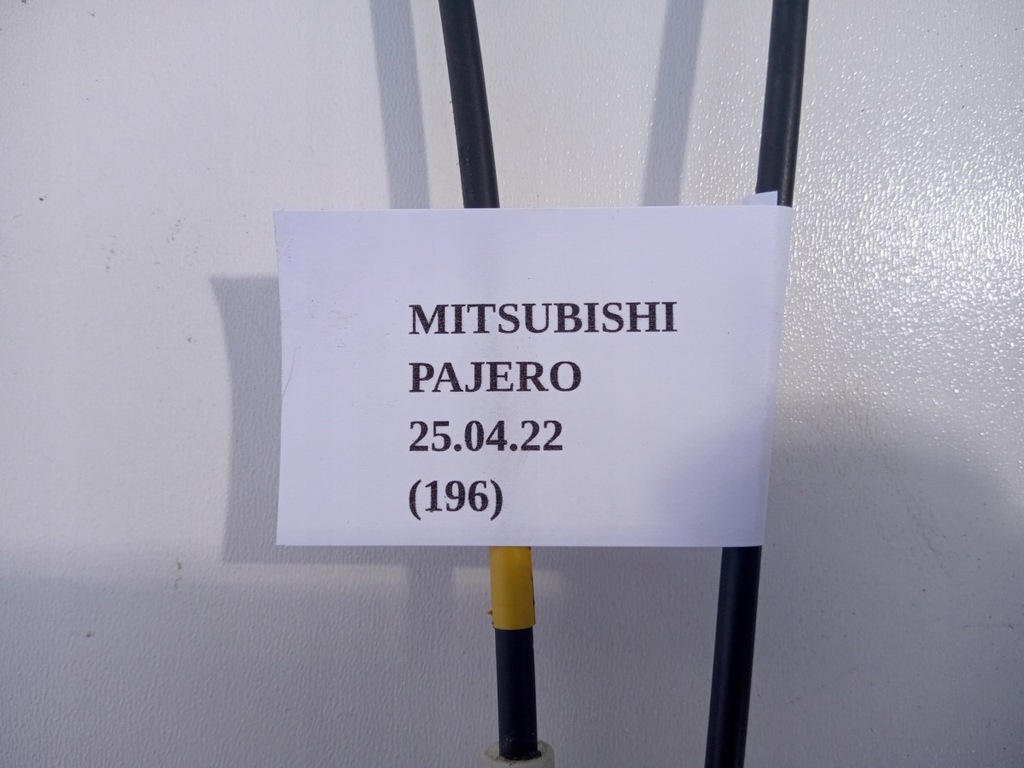 MITSUBISHI
PAJERO
25.04.22
(196)